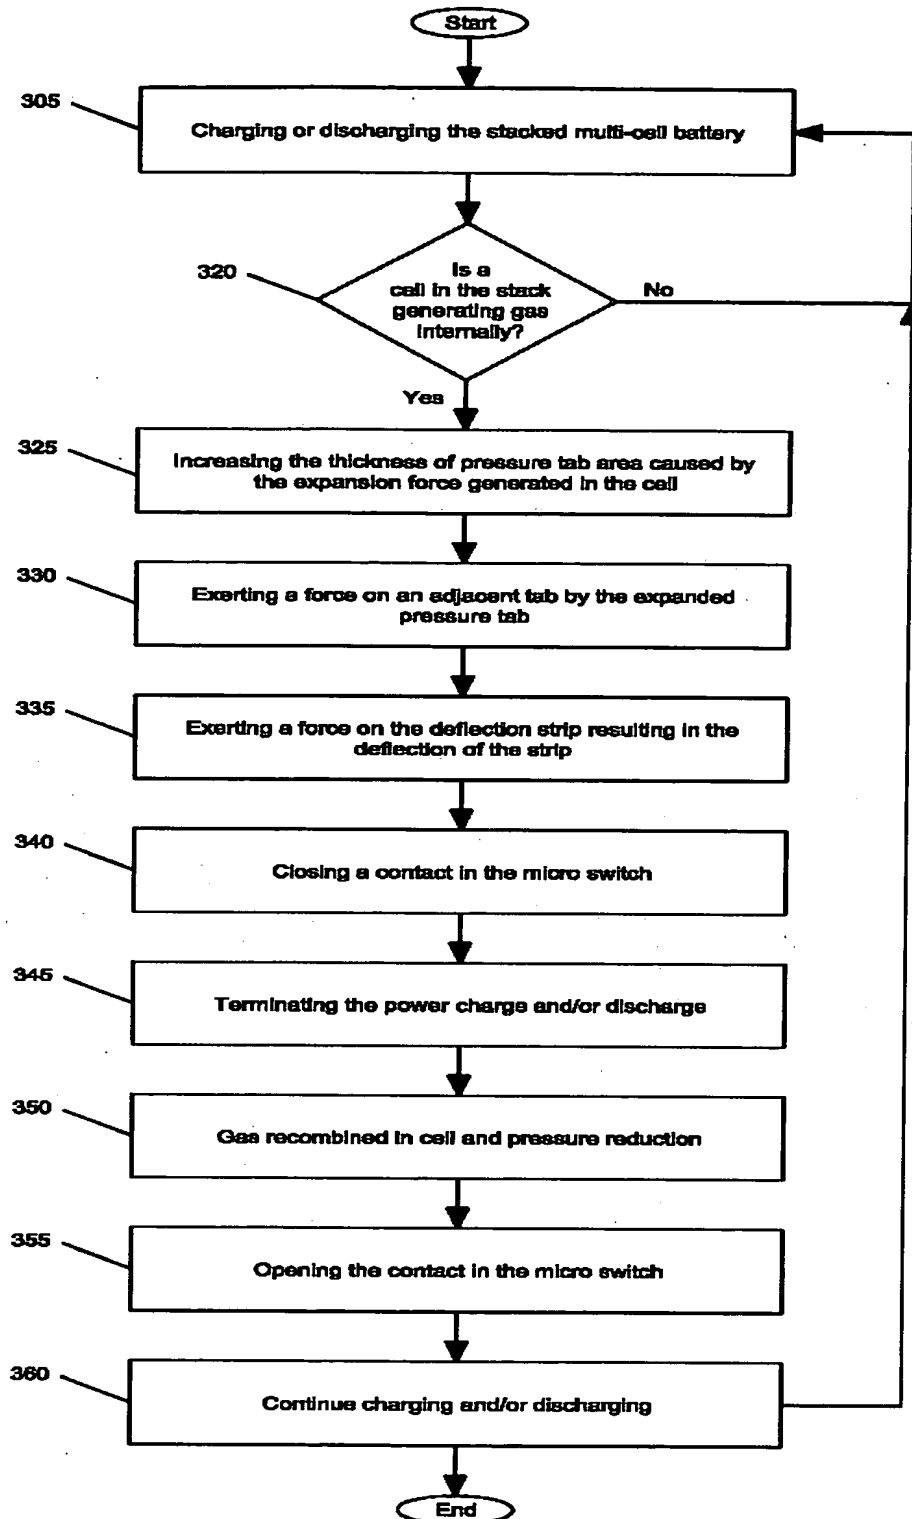 Start
305
Charging or discharging the stacked multi-cell battery
320
Is a
cell in the stack
generating gas
internally?
No
Yes
325
Increasing the thickness of pressure tab area caused by
the expansion force generated in the cell
330
Exerting a force on an adjacent tab by the expanded
pressure tab
335
Exerting a force on the deflection strip resulting in the
deflection of the strip
340
Closing a contact in the micro switch
345
Terminating the power charge and/or discharge
350
Gas recombined in cell and pressure reduction
355
Opening the contact in the micro switch
360
Continue charging and/or discharging
End